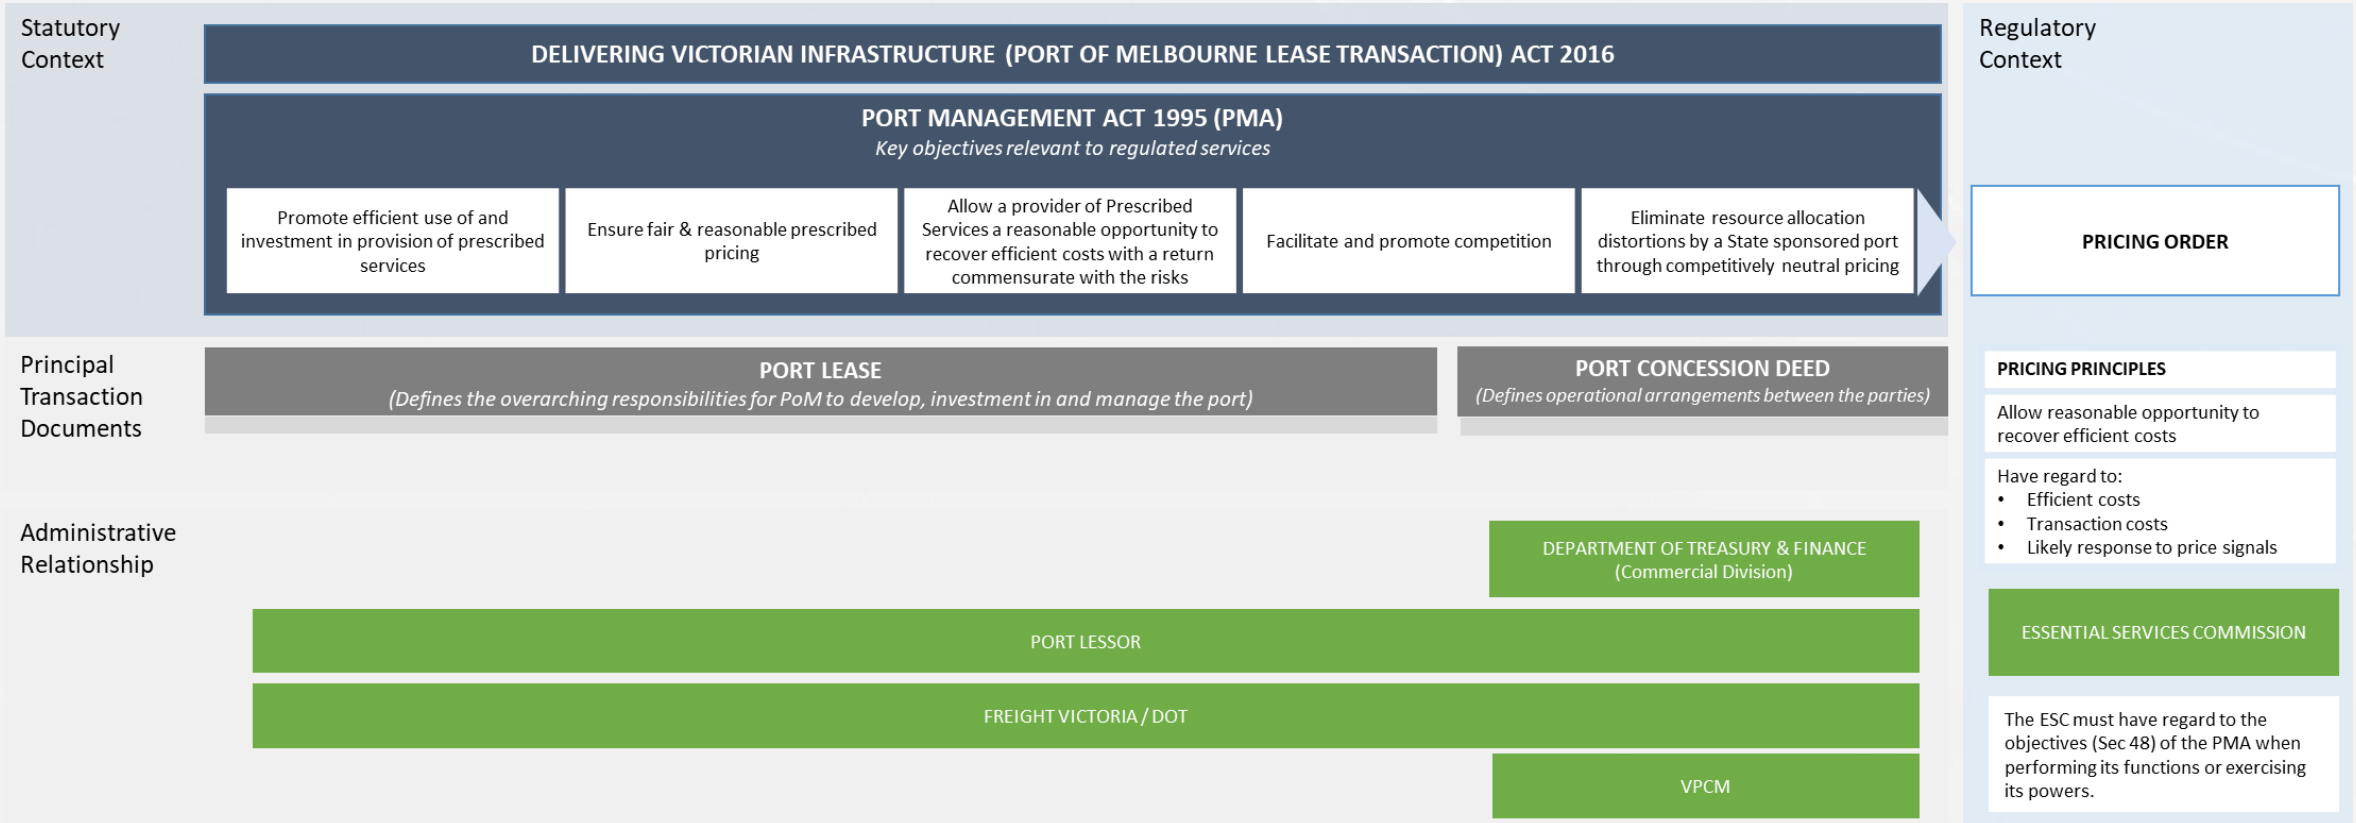 Statutory
Context
DELIVERING VICTORIAN INFRASTRUCTURE (PORT OF MELBOURNE LEASE TRANSACTION) ACT 2016
PORT MANAGEMENT ACT 1995 (PMA)
Key objectives relevant to regulated services
Promote efficient use of and
investment in provision of prescribed
services
Ensure fair & reasonable prescribed
pricing
Allow a provider of Prescribed
Services a reasonable opportunity to
recover efficient costs with a return
commensurate with the risks
Facilitate and promote competition
Eliminate resource allocation
distortions by a State sponsored port
through competitively neutral pricing
Principal
Transaction
Documents
PORT LEASE
(Defines the overarching responsibilities for PoM to develop, investment in and manage the port)
PORT CONCESSION DEED
(Defines operational arrangements between the parties)
Administrative
Relationship
DEPARTMENT OF TREASURY & FINANCE
(Commercial Division)
PORT LESSOR
FREIGHT VICTORIA / DOT
VPCM
Regulatory
Context
PRICING ORDER
PRICING PRINCIPLES
Allow reasonable opportunity to
recover efficient costs
Have regard to:
• Efficient costs
• Transaction costs
• Likely response to price signals
ESSENTIAL SERVICES COMMISSION
The ESC must have regard to the
objectives (Sec 48) of the PMA when
performing its functions or exercising
its powers.